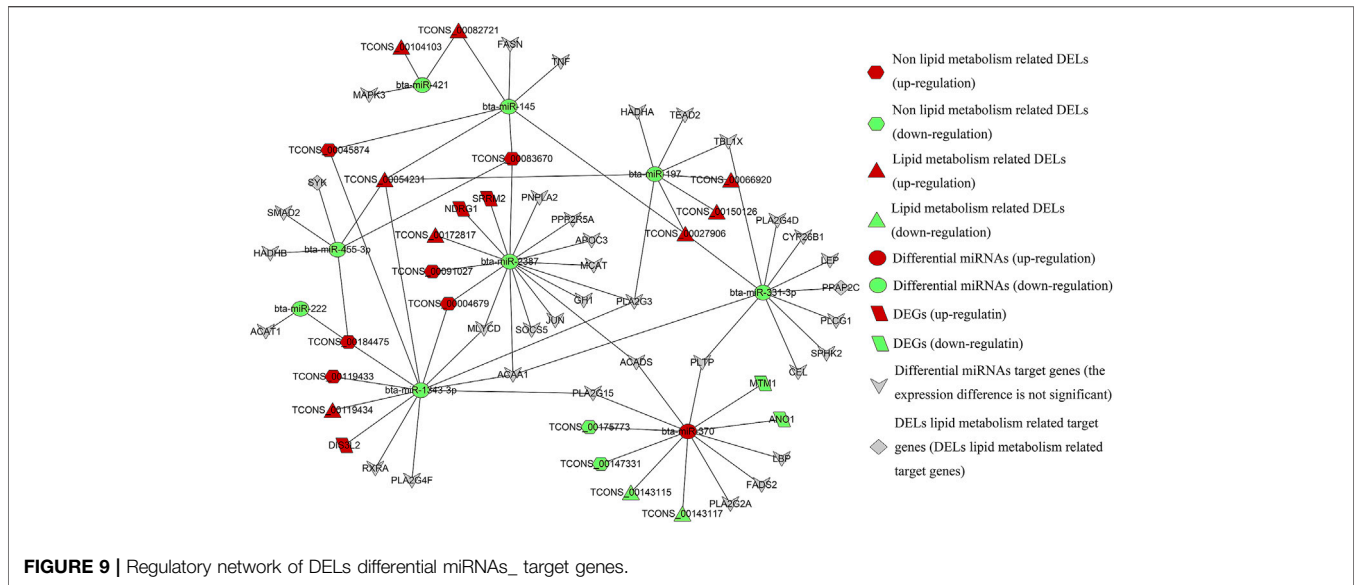 TCONS_00082721
TCONS_00104103
FASN
TNF
bta-miR-421
MAPK3
bta-miR-145
HADHA
TEAD2
TBL1X
TCONS_00045874
TCONS_00083670
SYK
TCONS_00054231
bta-miR-197
TCONS_00066920
SRRM2
PNPLA2
NDRG1
SMAD2
TCONS_00150126
PLA2G4D
PPP2R5A
TCONS_00172817
TCONS_00027906
CYP26B1
APOC3
HADHB
bta-miR-455-3p
bta-miR-2387
MCAT
LEP
TCONS_00091027
PPAP2C
bta-miR-331-3p
GH1
PLA2G3
TCONS_00004679
bta-miR-222
JUN
PLCG1
ACAT1
MLYCD
SOCS5
TCONS_00184475
SPHK2
ACADS
PLTP
CEL
TCONS_00119433
ACAA1
MTM1
bta-miR-1343-3p
PLA2G15
TCONS_00119434
ANO1
TCONS_00175773
bta-miR-370
DIS3L2
LBP
TCONS_00147331
RXRA
PLA2G4F
FADS2
TCONS_00143115
PLA2G2A
TCONS_00143117
Non lipid metabolism related DELs
(up-regulation)
Non lipid metabolism related DELs
(down-regulation)
Lipid metabolism related DELs
(up-regulation)
Lipid metabolism related DELs
(down-regulation)
Differential miRNAs (up-regulation)
Differential miRNAs (down-regulation)
DEGs (up-regulatin)
DEGs (down-regulatin)
Differential miRNAs target genes (the
expression difference is not significant)
DELs lipid metabolism related target
genes (DELs lipid metabolism related
target genes)
FIGURE 9 | Regulatory network of DELs differential miRNAs_ target genes.